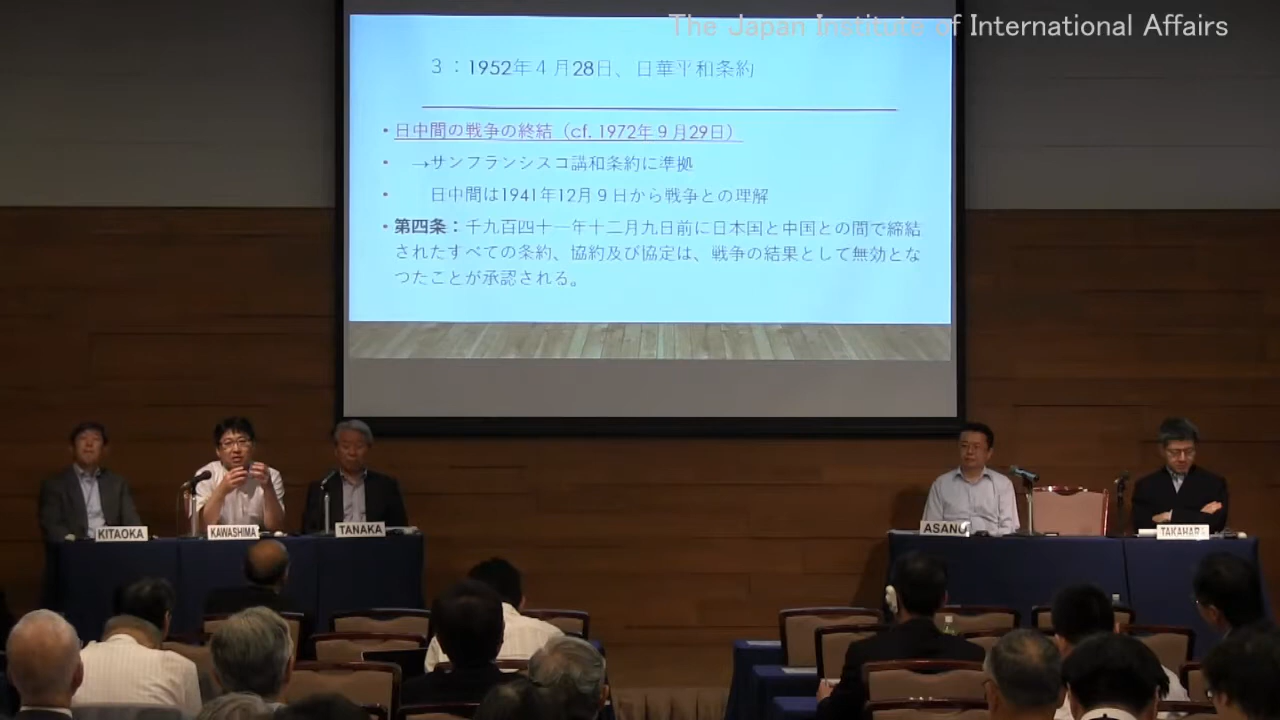 The Japan Institute of International Affairs
３：1952年４月28日、日華平和条約
・日中間の戦争の終結（cf. 1972年９月29日）
・　→サンフランシスコ講和条約に準拠
・　　日中間は1941年12月９日から戦争との理解
・第四条：千九百四十一年十二月九日前に日本国と中国との間で締結
されたすべての条約、協約及び協定は、戦争の結果として無効とな
つたことが承認される。
KITAOKA
KAWASHIMA
TANAKA
ASANO
TAKAHARA